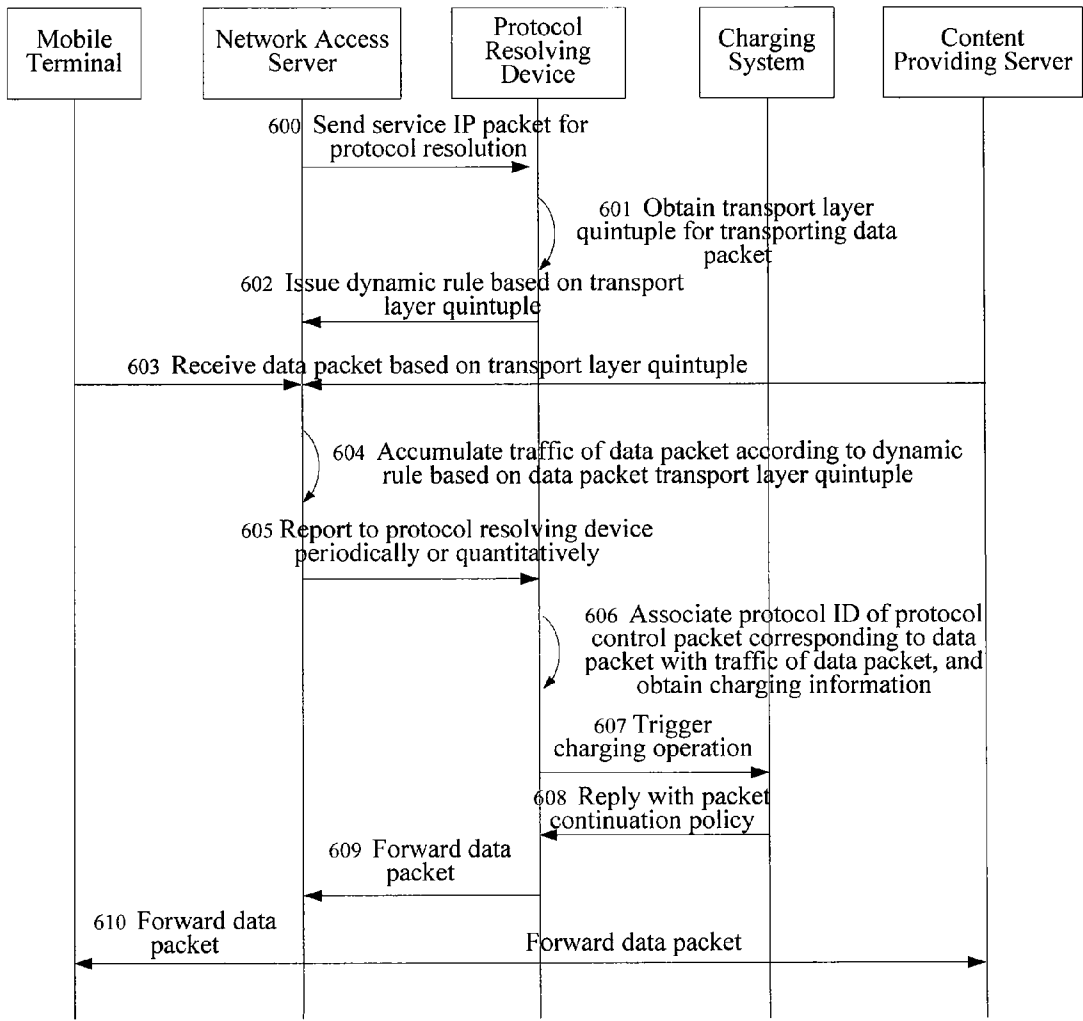 Mobile
Terminal
Network Access
Server
Protocol
Resolving
Device
Charging
System
Content
Providing Server
600 Send service IP packet for
protocol resolution
601 Obtain transport layer
quintuple for transporting data
packet
602 Issue dynamic rule based on transport
layer quintuple
603 Receive data packet based on transport layer quintuple
604 Accumulate traffic of data packet according to dynamic
rule based on data packet transport layer quintuple
605 Report to protocol resolving device
periodically or quantitatively
606 Associate protocol ID of protocol
control packet corresponding to data
packet with traffic of data packet, and
obtain charging information
607 Trigger
charging operation
608 Reply with packet
continuation policy
609 Forward data
packet
610 Forward data
packet
Forward data packet